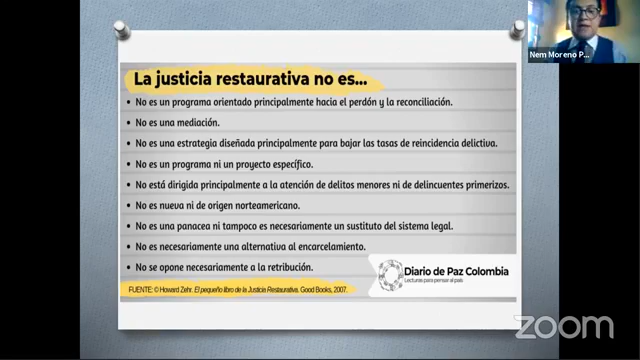 Nem Moreno P...
La justicia restaurativa no es...
• No es un programa orientado principalmente hacia el perdón y la reconciliación.
• No es una mediación.
• No es una estrategia diseñada principalmente para bajar las tasas de reincidencia delictiva.
• No es un programa ni un proyecto específico.
• No está dirigida principalmente a la atención de delitos menores ni de delincuentes primerizos.
• No es nueva ni de origen norteamericano.
• No es una panacea ni tampoco es necesariamente un sustituto del sistema legal.
• No es necesariamente una alternativa al encarcelamiento.
• No se opone necesariamente a la retribución.
Diario de Paz Colombia
Lecturas para pensar al país
FUENTE: © Howard Zehr. El pequeño libro de la Justicia Restaurativa. Good Books, 2007.
zoom